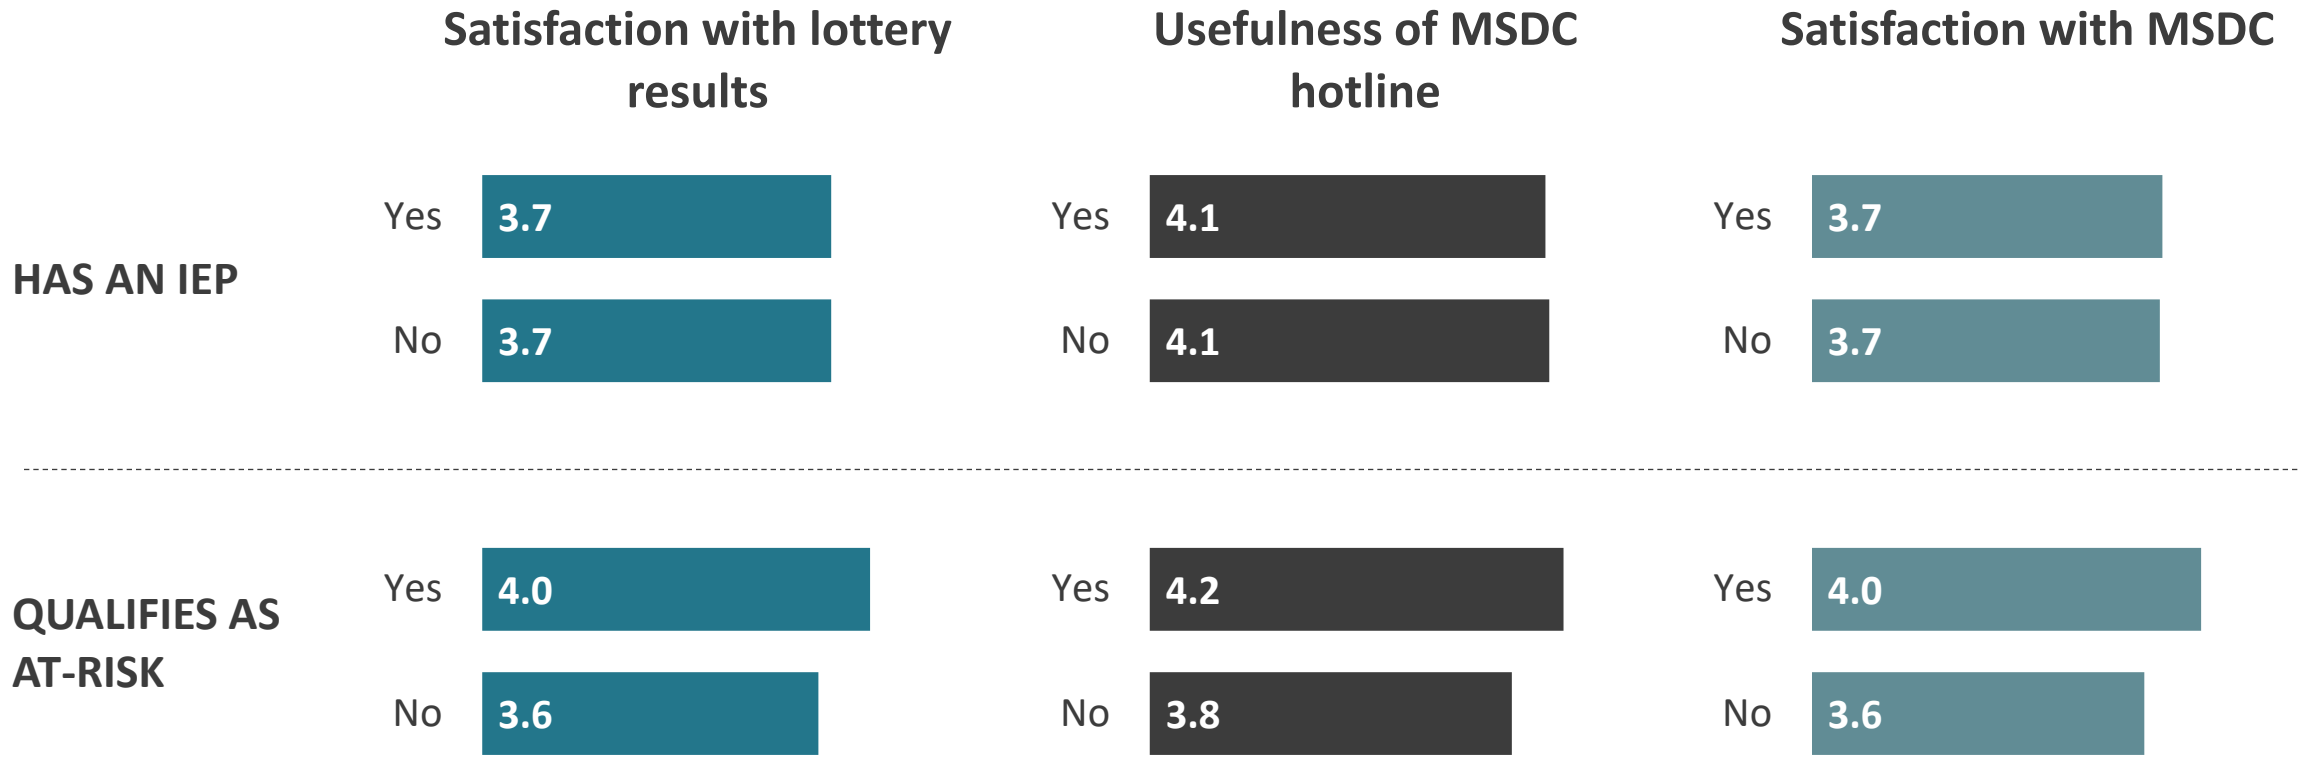 Satisfaction with lottery
results
Usefulness of MSDC
hotline
Satisfaction with MSDC
HAS AN IEP
Yes 3.7
No 3.7
Yes 4.1
No 4.1
Yes 3.7
No 3.7
QUALIFIES AS
AT-RISK
Yes 4.0
No 3.6
Yes 4.2
No 3.8
Yes 4.0
No 3.6